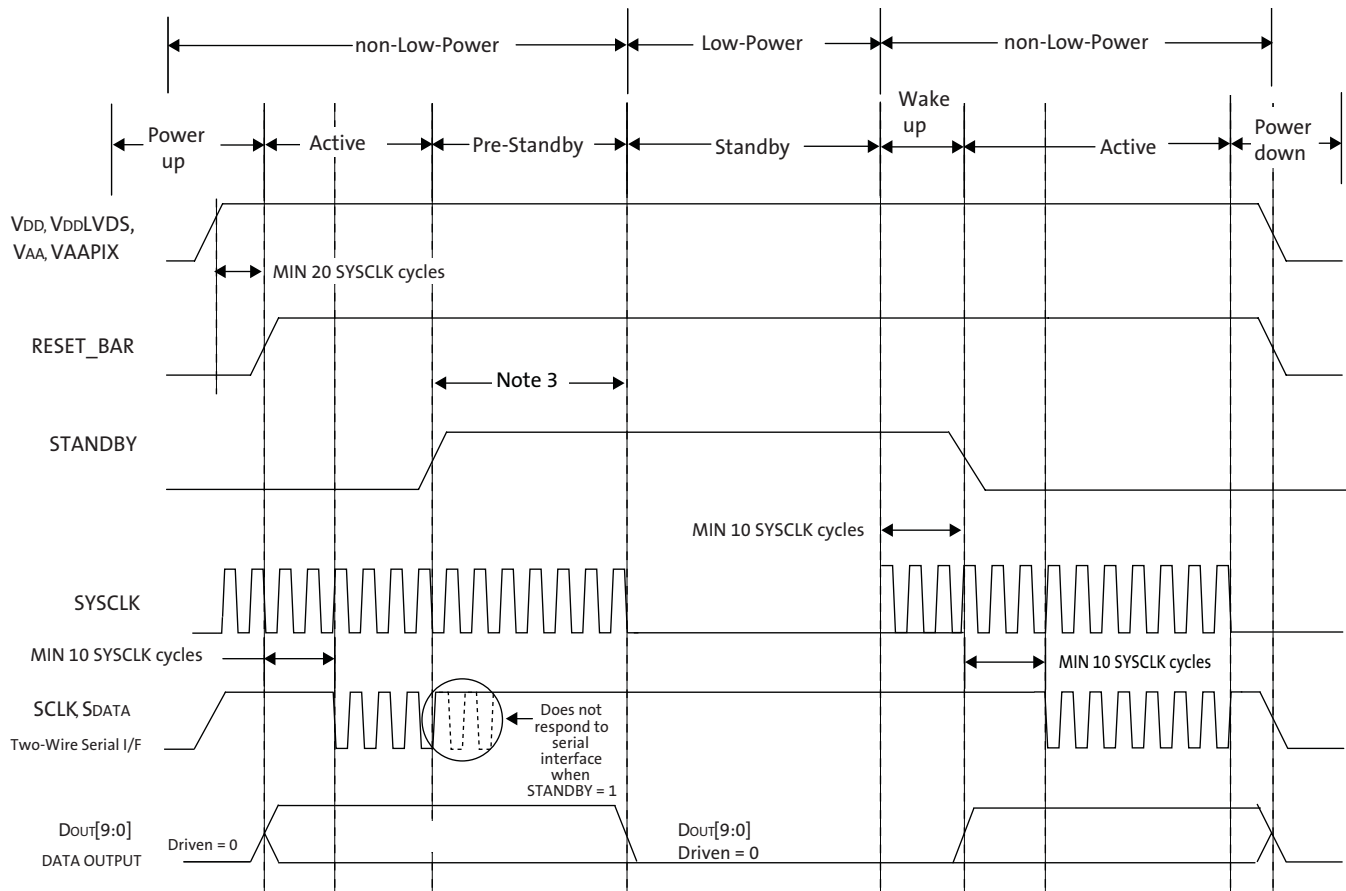 non-Low-Power
Low-Power
non-Low-Power
Power
up
Active
Pre-Standby
Standby
Wake
up
Active
Power
down
VDD, VDDLVDS,
VAA, VAAPIX
MIN 20 SYSCLK cycles
RESET_BAR
Note 3
STANDBY
MIN 10 SYSCLK cycles
SYSCLK
MIN 10 SYSCLK cycles
MIN 10 SYSCLK cycles
SCLK, SDATA
Two-Wire Serial I/F
Does not
respond to
serial
interface
when
STANDBY = 1
DOUT[9:0]
DATA OUTPUT
Driven = 0
DOUT[9:0]
Driven = 0